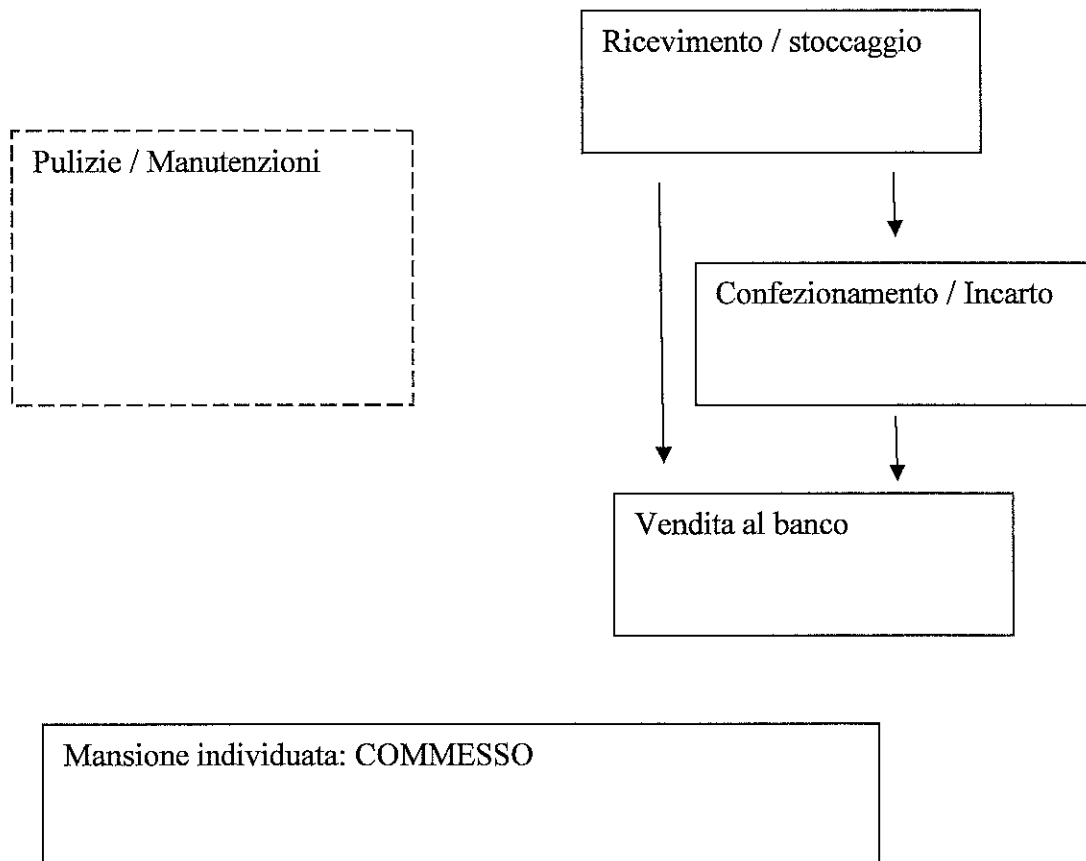 Ricevimento / stoccaggio
Pulizie / Manutenzioni
Confezionamento / Incarto
Vendita al banco
Mansione individuata: COMMESSO